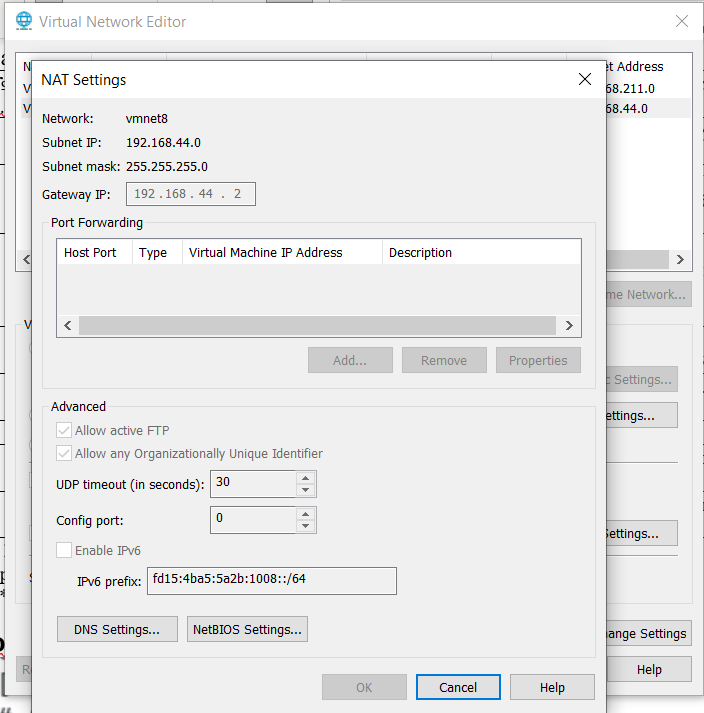 Virtual Network Editor
et Address
NAT Settings
68.211.0
68.44.0
Network: vmnet8
Subnet IP: 192.168.44.0
Subnet mask: 255.255.255.0
Gateway IP: 192 . 168 . 44 . 2
Port Forwarding
Host Port Type Virtual Machine IP Address Description
me Network...
Add... Remove Properties
c Settings...
Advanced
ettings...
Allow active FTP
Allow any Organizationally Unique Identifier
UDP timeout (in seconds): 30
Config port: 0
Settings...
Enable IPv6
IPv6 prefix: fd15:4ba5:5a2b:1008::/64
DNS Settings... NetBIOS Settings...
ange Settings
Help
OK Cancel Help